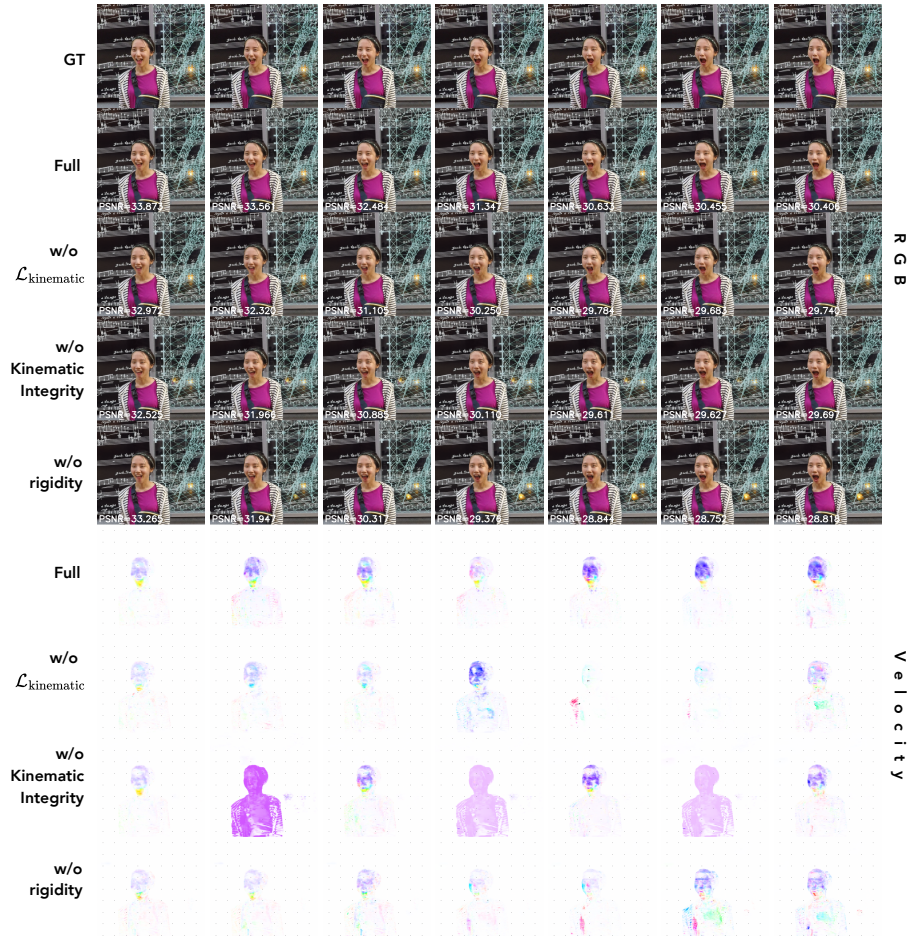 GT
Full
PSNR=33.873 PSNR=33.567 PSNR=32.484 PSNR=31.347 PSNR=30.633 PSNR=30.455 PSNR=30.406
w/o
ℒkinematic
PSNR=32.972 PSNR=32.320 PSNR=31.105 PSNR=30.250 PSNR=29.784 PSNR=29.683 PSNR=29.740
w/o
Kinematic
Integrity
PSNR=32.525 PSNR=31.966 PSNR=30.885 PSNR=30.110 PSNR=29.611 PSNR=29.627 PSNR=29.697
w/o
rigidity
PSNR=33.265 PSNR=31.947 PSNR=30.317 PSNR=29.376 PSNR=28.844 PSNR=28.752 PSNR=28.818
RGB
Full
w/o
ℒkinematic
w/o
Kinematic
Integrity
w/o
rigidity
Velocity